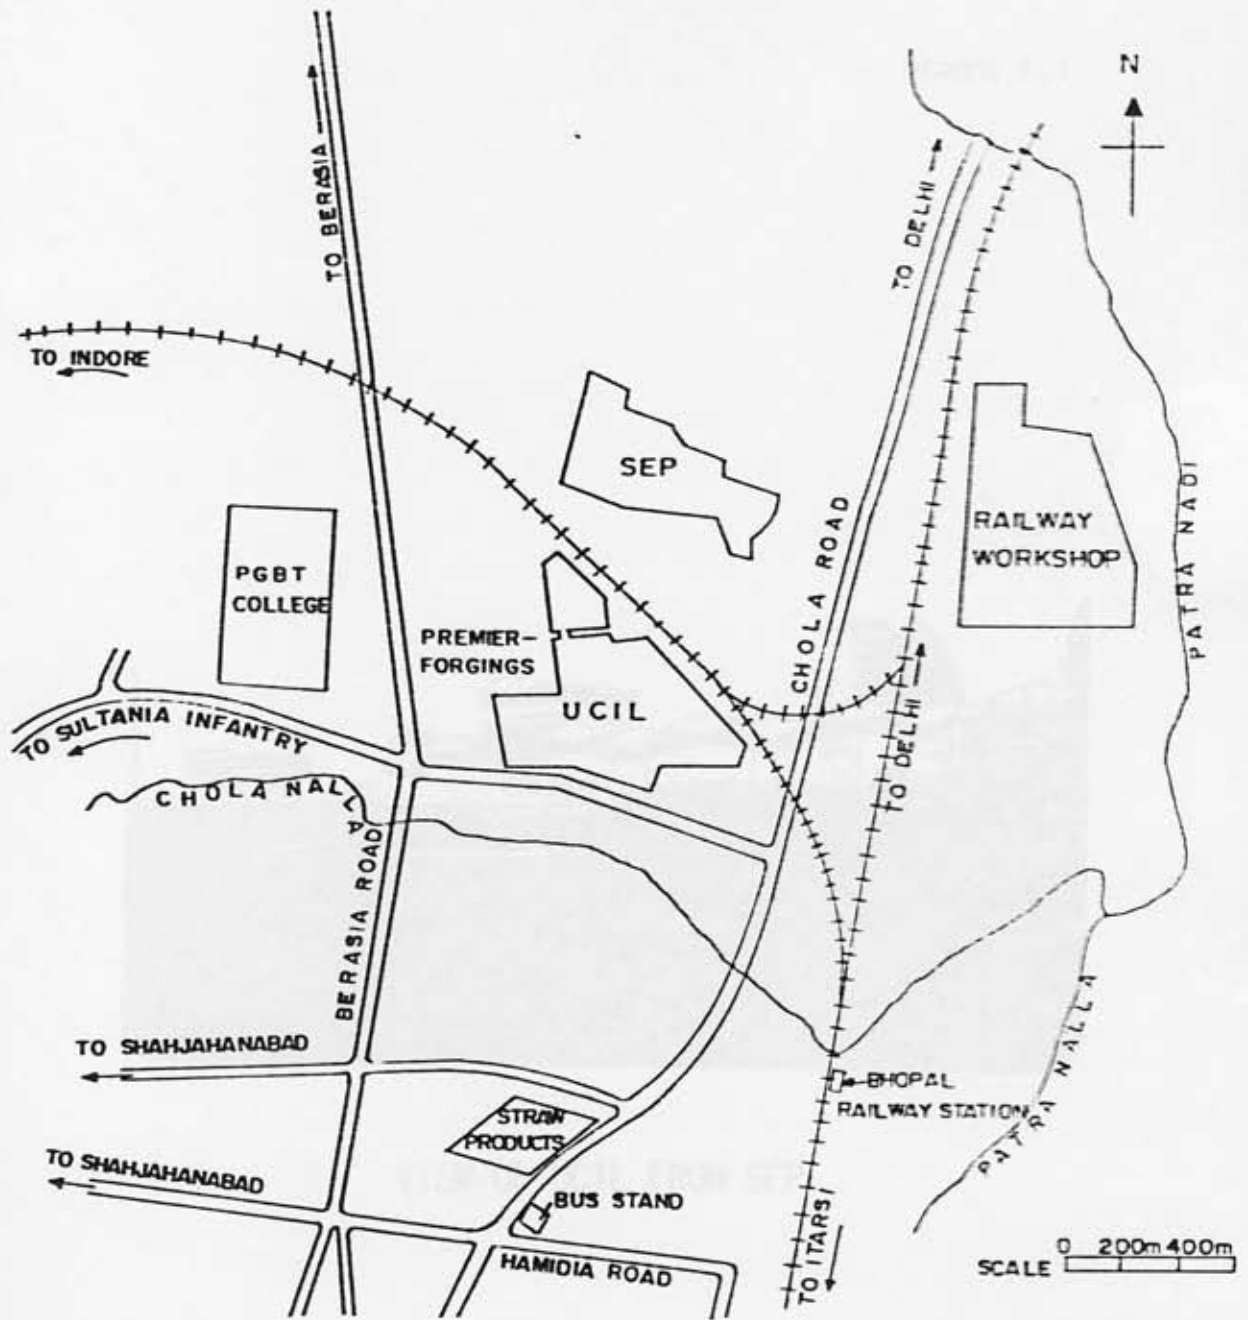 N
TO BERASIA
TO DELHI
TO INDORE
SEP
CHOLA ROAD
RAILWAY
WORKSHOP
PATRA NADI
PGBT
COLLEGE
PREMIER-
FORGINGS
UCIL
TO SULTANIA INFANTRY
TO DELHI
CHOLA NALLA
BERASIA ROAD
TO SHAHJAHANABAD
BHOPAL
RAILWAY STATION
PATRA NALLA
STRAW
PRODUCTS
TO SHAHJAHANABAD
BUS STAND
HAMIDIA ROAD
TO ITARSI
0 200m 400m
SCALE